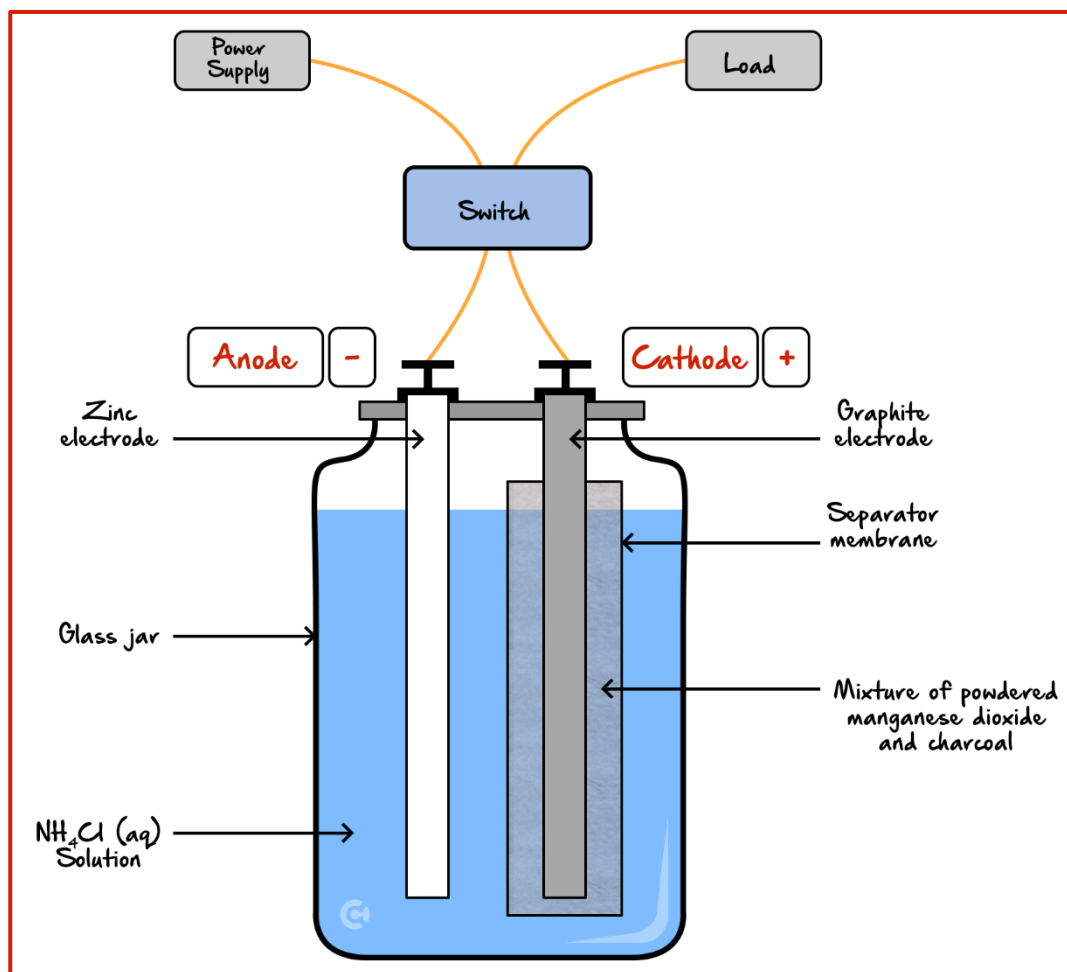 Power
Supply
Load
Switch
Anode
-
Cathode
+
Zinc
electrode
Graphite
electrode
Separator
membrane
Glass jar
Mixture of powdered
manganese dioxide
and charcoal
NH₄Cl (aq)
Solution